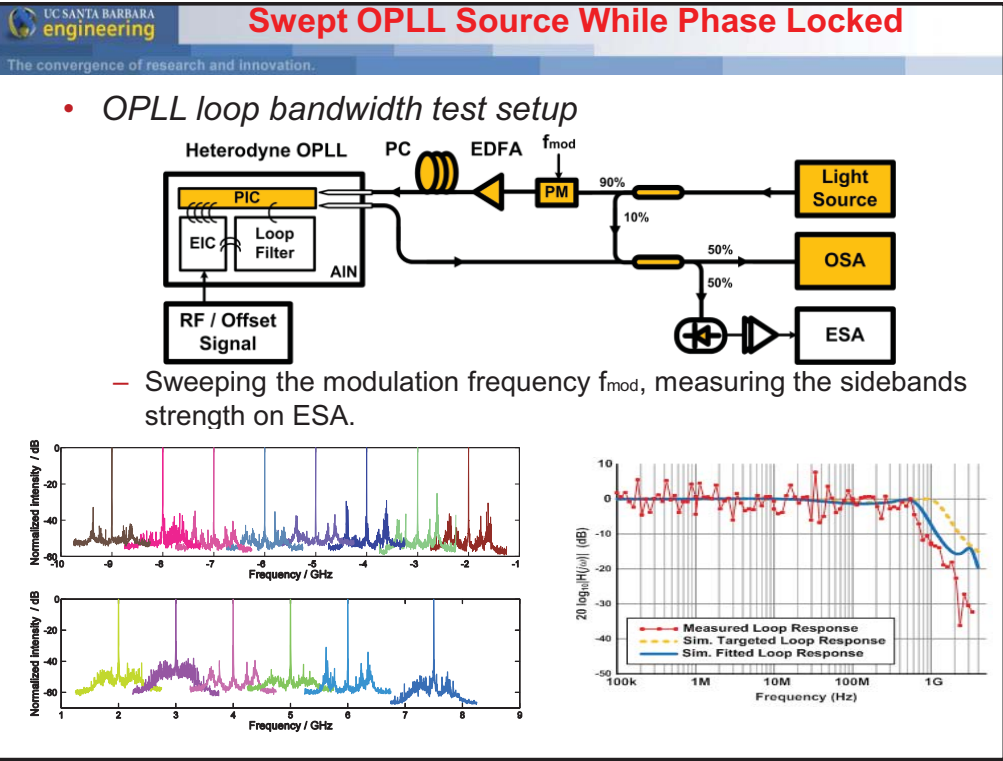 UC SANTA BARBARA
engineering
Swept OPLL Source While Phase Locked
The convergence of research and innovation.
• OPLL loop bandwidth test setup
Heterodyne OPLL
PC
EDFA
fmod
PIC
EIC
Loop
Filter
AIN
PM
90%
10%
Light
Source
50%
50%
OSA
ESA
RF / Offset
Signal
– Sweeping the modulation frequency fmod, measuring the sidebands
strength on ESA.
Normalized Intensity / dB
0
-20
-40
-60
-10 -9 -8 -7 -6 -5 -4 -3 -2 -1
Frequency / GHz
Normalized Intensity / dB
0
-20
-40
-60
1 2 3 4 5 6 7 8 9
Frequency / GHz
20 log10|H(jω)| (dB)
10
0
-10
-20
-30
-40
-50
Measured Loop Response
Sim. Targeted Loop Response
Sim. Fitted Loop Response
100k 1M 10M 100M 1G
Frequency (Hz)